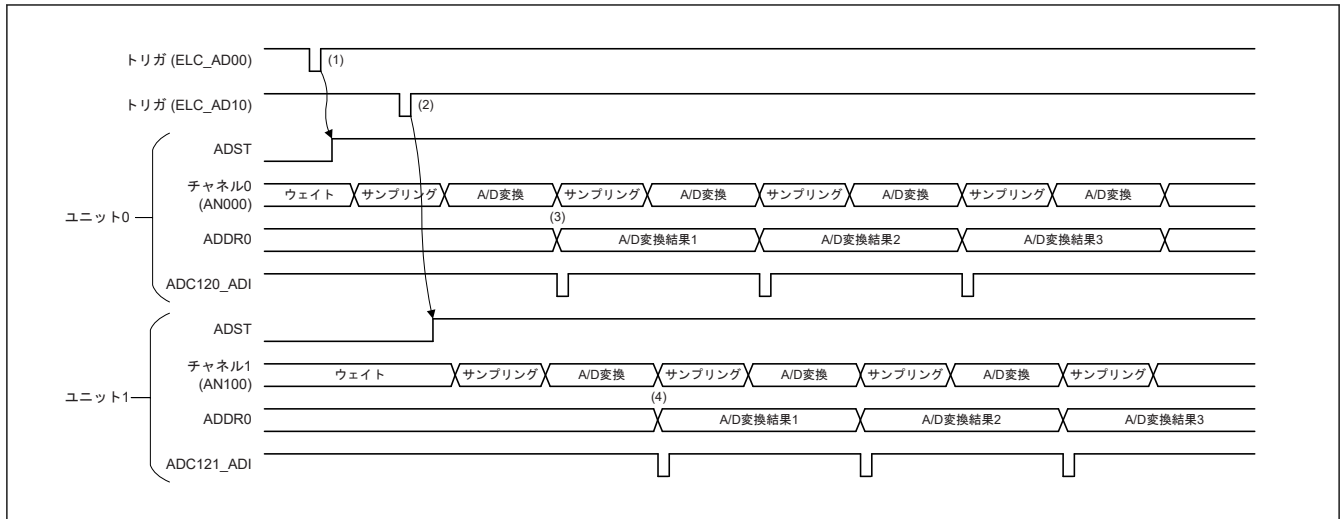 トリガ (ELC_AD00)
(1)
トリガ (ELC_AD10)
(2)
ユニット0
ADST
チャネル0
(AN000)
ウェイト サンプリング A/D変換 サンプリング A/D変換 サンプリング A/D変換 サンプリング A/D変換
(3)
ADDR0
A/D変換結果1 A/D変換結果2 A/D変換結果3
ADC120_ADI
ユニット1
ADST
チャネル1
(AN100)
ウェイト サンプリング A/D変換 サンプリング A/D変換 サンプリング A/D変換 サンプリング
(4)
ADDR0
A/D変換結果1 A/D変換結果2 A/D変換結果3
ADC121_ADI